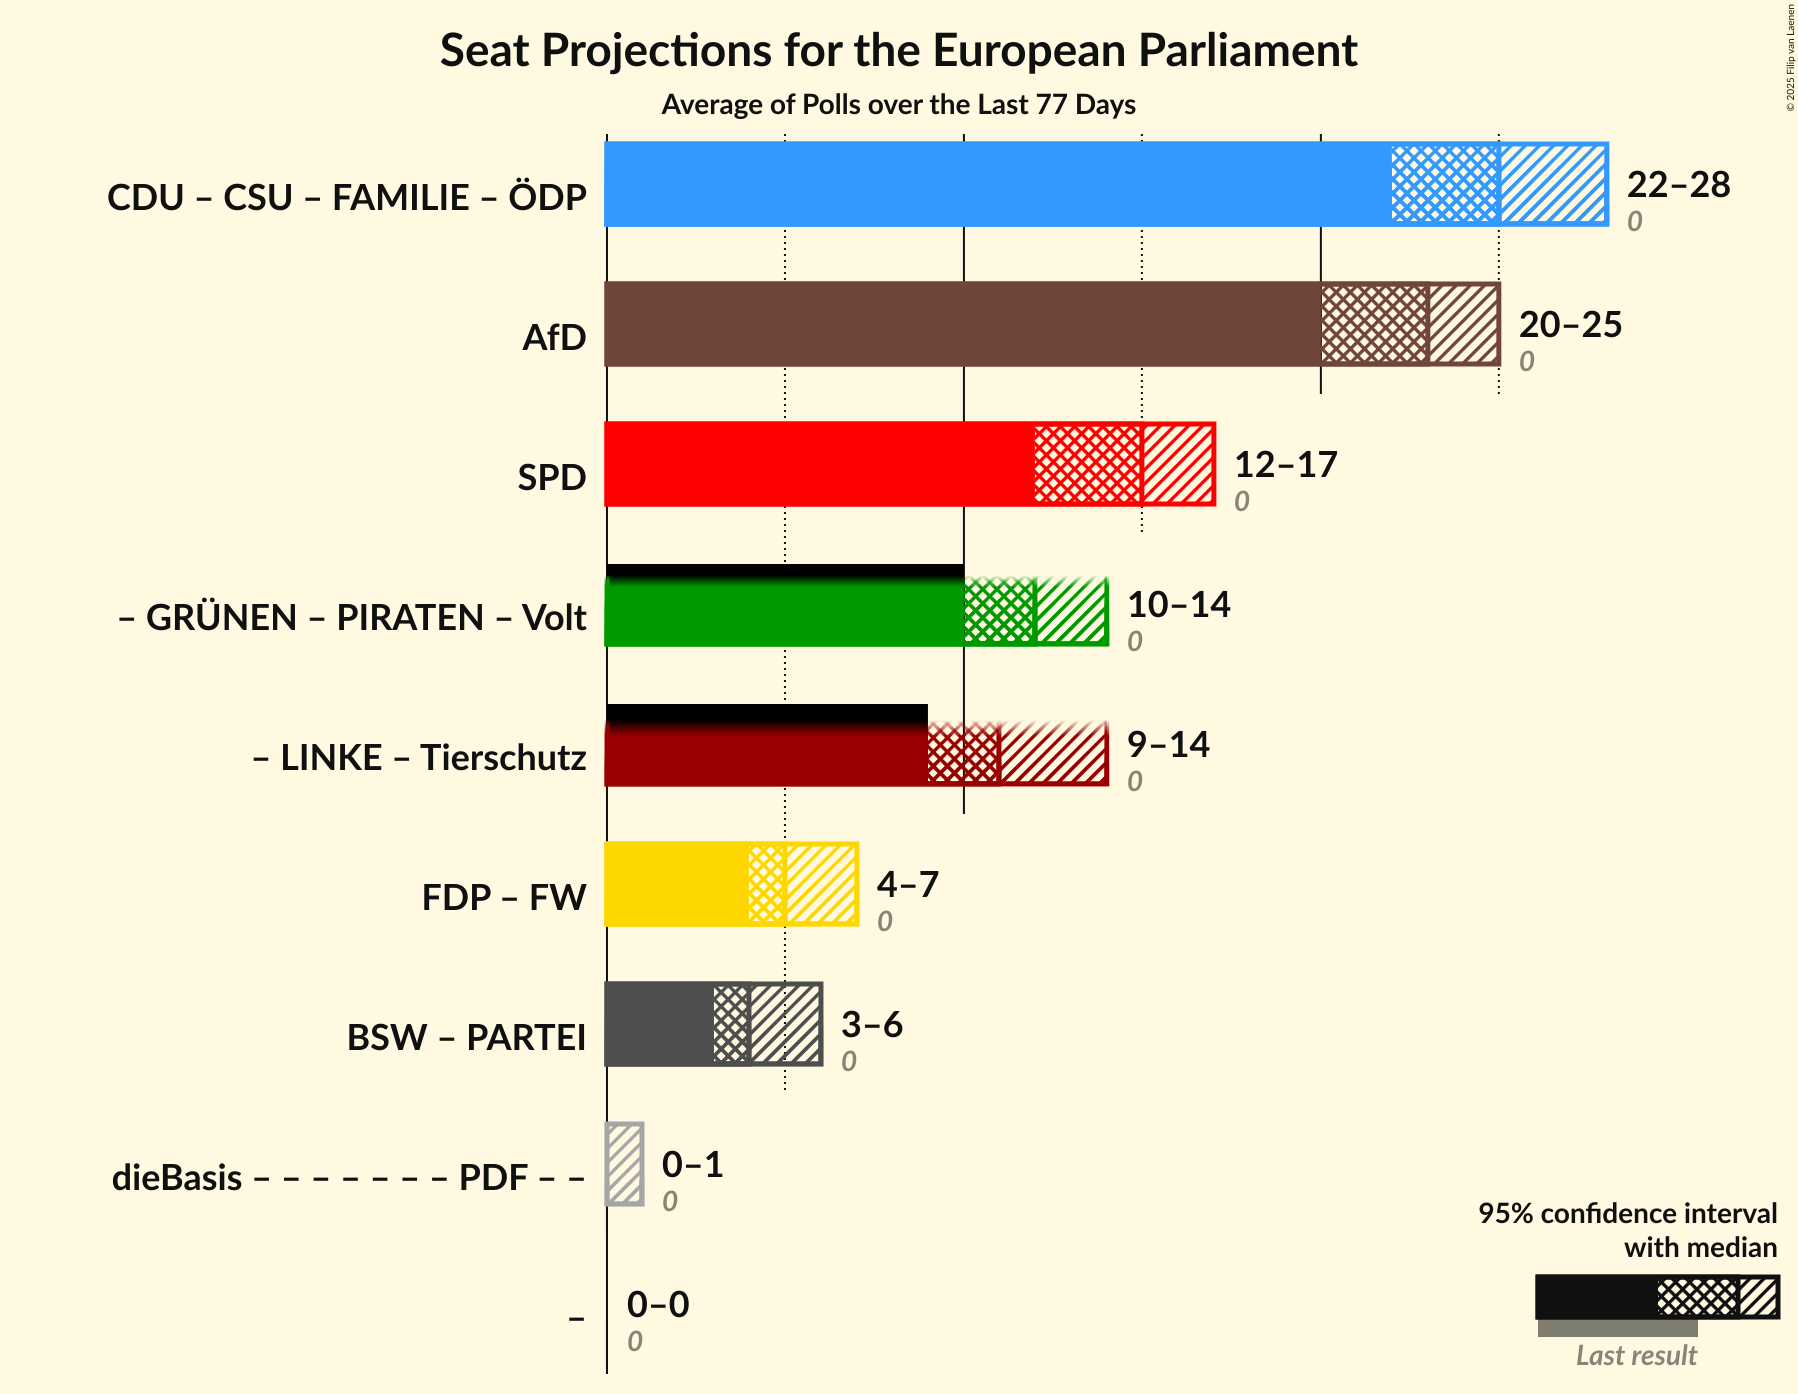 Seat Projections for the European Parliament
Average of Polls over the Last 77 Days
© 2025 Filip van Laenen
CDU – CSU – FAMILIE – ÖDP
22–28
0
AfD
20–25
0
SPD
12–17
0
– GRÜNEN – PIRATEN – Volt
10–14
0
– LINKE – Tierschutz
9–14
0
FDP – FW
4–7
0
BSW – PARTEI
3–6
0
dieBasis – – – – – – – PDF – –
0–1
0
–
0–0
0
95% confidence interval
with median
Last result